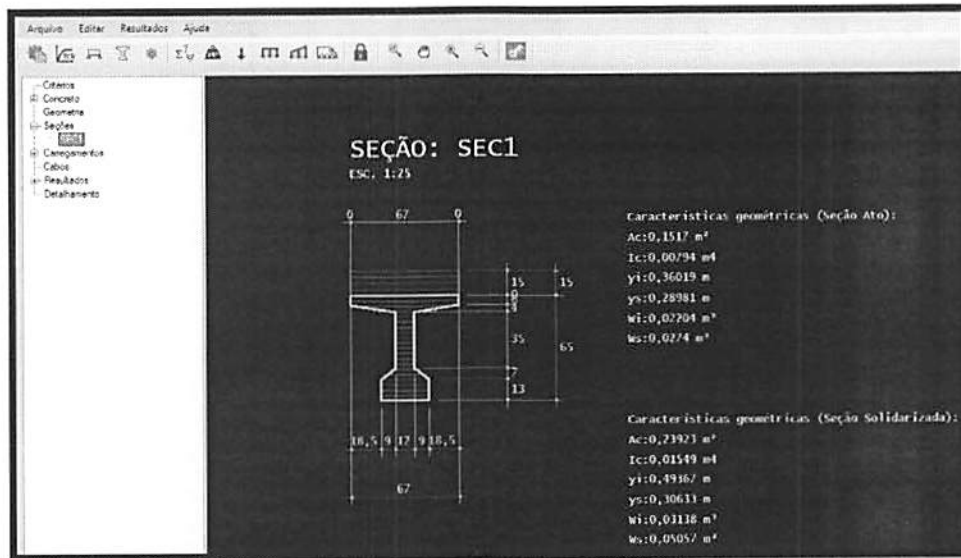 Arquivo Editar Resultados Ajuda
Criterios
Concreto
Geometria
Seções
SEC1
Carregamentos
Cabos
Resultados
Detalhamento
SEÇÃO: SEC1
ESC. 1:25
0 67 0
15 15
35
65
7
13
18,5 9 12 9 18,5
67
Características geométricas (Seção Ato):
Ac:0,1517 m²
Ic:0,00794 m4
yi:0,36019 m
ys:0,28981 m
Wi:0,02204 m³
Ws:0,0274 m³
Características geométricas (Seção Solidarizada):
Ac:0,23923 m²
Ic:0,01549 m4
yi:0,49367 m
ys:0,30633 m
Wi:0,03138 m³
Ws:0,05057 m³